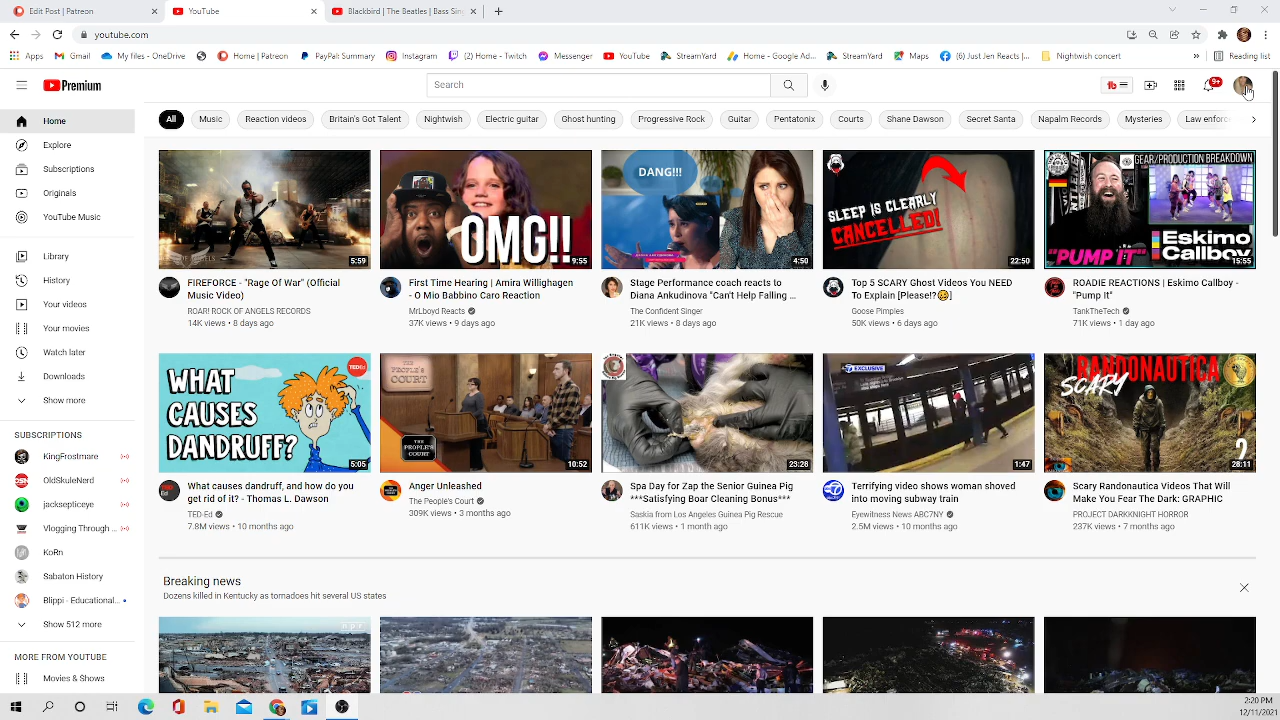 Edit Post | Patreon
YouTube
Blackbird | The Beatles | Bass Sin
youtube.com
Apps
Gmail
My files - OneDrive
Home | Patreon
PayPal Summary
Instagram
(2) Home - Twitch
Messenger
YouTube
StreamYard
Home - Google Ad...
StreamYard
Maps
(6) Just Jen Reacts |...
Nightwish concert
Reading list
Premium
Search
9+
All
Music
Reaction videos
Britain's Got Talent
Nightwish
Electric guitar
Ghost hunting
Progressive Rock
Guitar
Pentatonix
Courts
Shane Dawson
Secret Santa
Napalm Records
Mysteries
Law enforc
Home
Explore
Subscriptions
Originals
YouTube Music
Library
History
Your videos
Your movies
Watch later
Downloads
Show more
SUBSCRIPTIONS
KingFrostmare
OldSkuleNerd
jacksepticeye
Vlogging Through ...
KoRn
Sabaton History
Blippi - Educational...
Show 512 more
MORE FROM YOUTUBE
Movies & Shows
5:59
FIREFORCE - "Rage Of War" (Official
Music Video)
ROAR! ROCK OF ANGELS RECORDS
14K views • 8 days ago
OMG!!
9:55
First Time Hearing | Amira Willighagen
- O Mio Babbino Caro Reaction
MrLboyd Reacts
37K views • 9 days ago
DANG!!!
4:50
Stage Performance coach reacts to
Diana Ankudinova "Can't Help Falling ...
The Confident Singer
21K views • 8 days ago
SLEEP IS CLEARLY
CANCELLED!
22:50
Top 5 SCARY Ghost Videos You NEED
To Explain [Please!?😨]
Goose Pimples
50K views • 6 days ago
GEAR/PRODUCTION BREAKDOWN
"PUMP IT"
Eskimo
Callboy
15:55
ROADIE REACTIONS | Eskimo Callboy -
"Pump It"
TankTheTech
71K views • 1 day ago
TEDEd
WHAT
CAUSES
DANDRUFF?
5:05
What causes dandruff, and how do you
get rid of it? - Thomas L. Dawson
TED-Ed
7.8M views • 10 months ago
THE
PEOPLE'S
COURT
THE
PEOPLE'S
COURT
10:52
Anger Unleashed
The People's Court
309K views • 3 months ago
23:28
Spa Day for Zap the Senior Guinea Pig
***Satisfying Boar Cleaning Bonus***
Saskia from Los Angeles Guinea Pig Rescue
611K views • 1 month ago
EXCLUSIVE
1:47
Terrifying video shows woman shoved
into moving subway train
Eyewitness News ABC7NY
2.5M views • 10 months ago
RANDONAUTICA
SCARY
2
28:11
Scary Randonautica Videos That Will
Make You Fear The Dark: GRAPHIC
PROJECT DARKKNIGHT HORROR
237K views • 7 months ago
Breaking news
Dozens killed in Kentucky as tornadoes hit several US states
npr
2:20 PM
12/11/2021